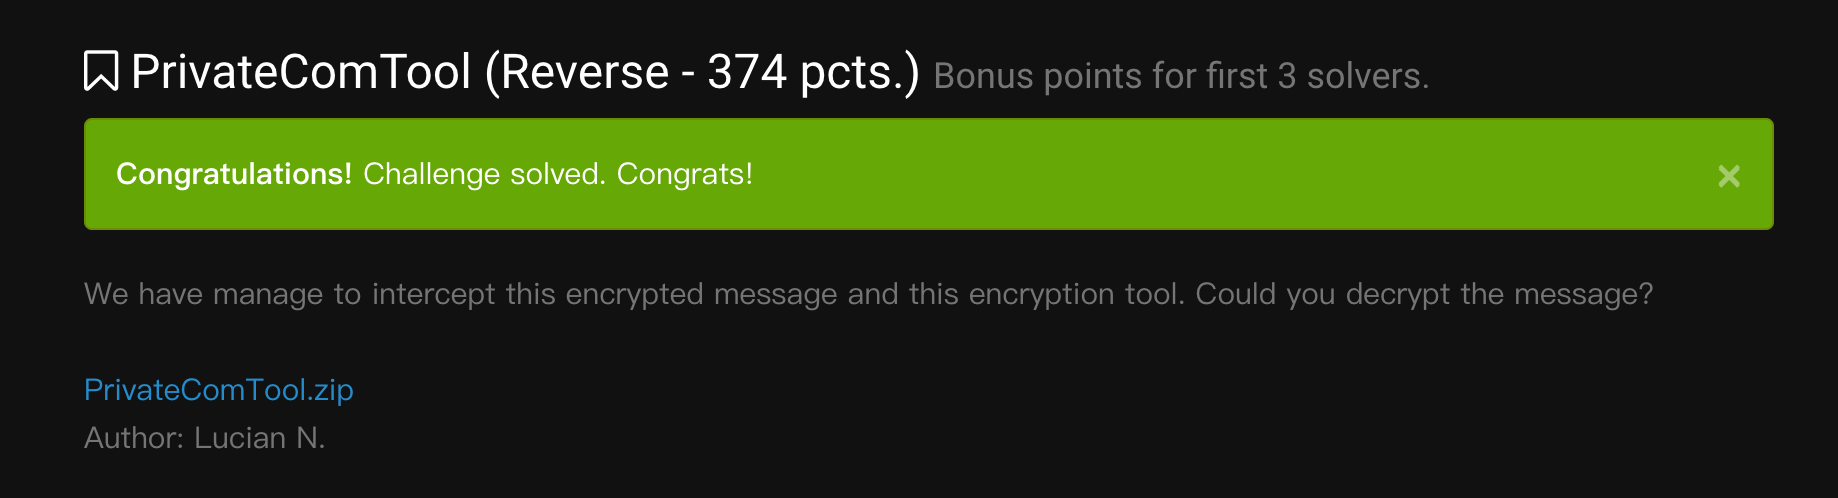 PrivateComTool (Reverse - 374 pcts.) Bonus points for first 3 solvers.
Congratulations! Challenge solved. Congrats!
We have manage to intercept this encrypted message and this encryption tool. Could you decrypt the message?
PrivateComTool.zip
Author: Lucian N.